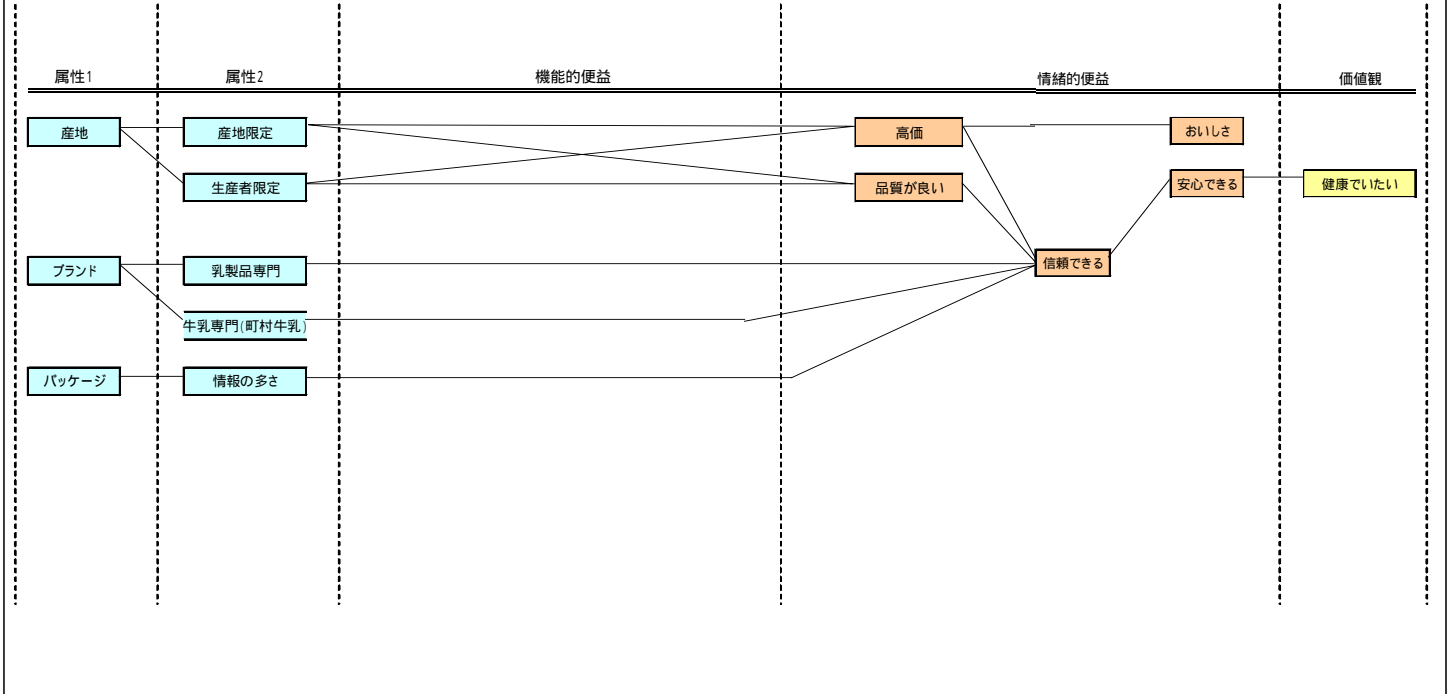 属性1 属性2 機能的便益 情緒的便益 価値観
産地 産地限定 高価 おいしさ
生産者限定 品質が良い 安心できる 健康でいたい
ブランド 乳製品専門 信頼できる
牛乳専門(町村牛乳)
パッケージ 情報の多さ